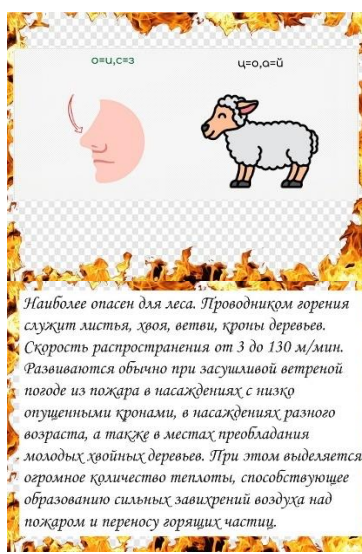 о=и,с=з
ц=о,а=й
Наиболее опасен для леса. Проводником горения
служит листья, хвоя, ветви, кроны деревьев.
Скорость распространения от 3 до 130 м/мин.
Развиваются обычно при засушливой ветреной
погоде из пожара в насаждениях с низко
опущенными кронами, в насаждениях разного
возраста, а также в местах преобладания
молодых хвойных деревьев. При этом выделяется
огромное количество теплоты, способствующее
образованию сильных завихрений воздуха над
пожаром и переносу горящих частиц.